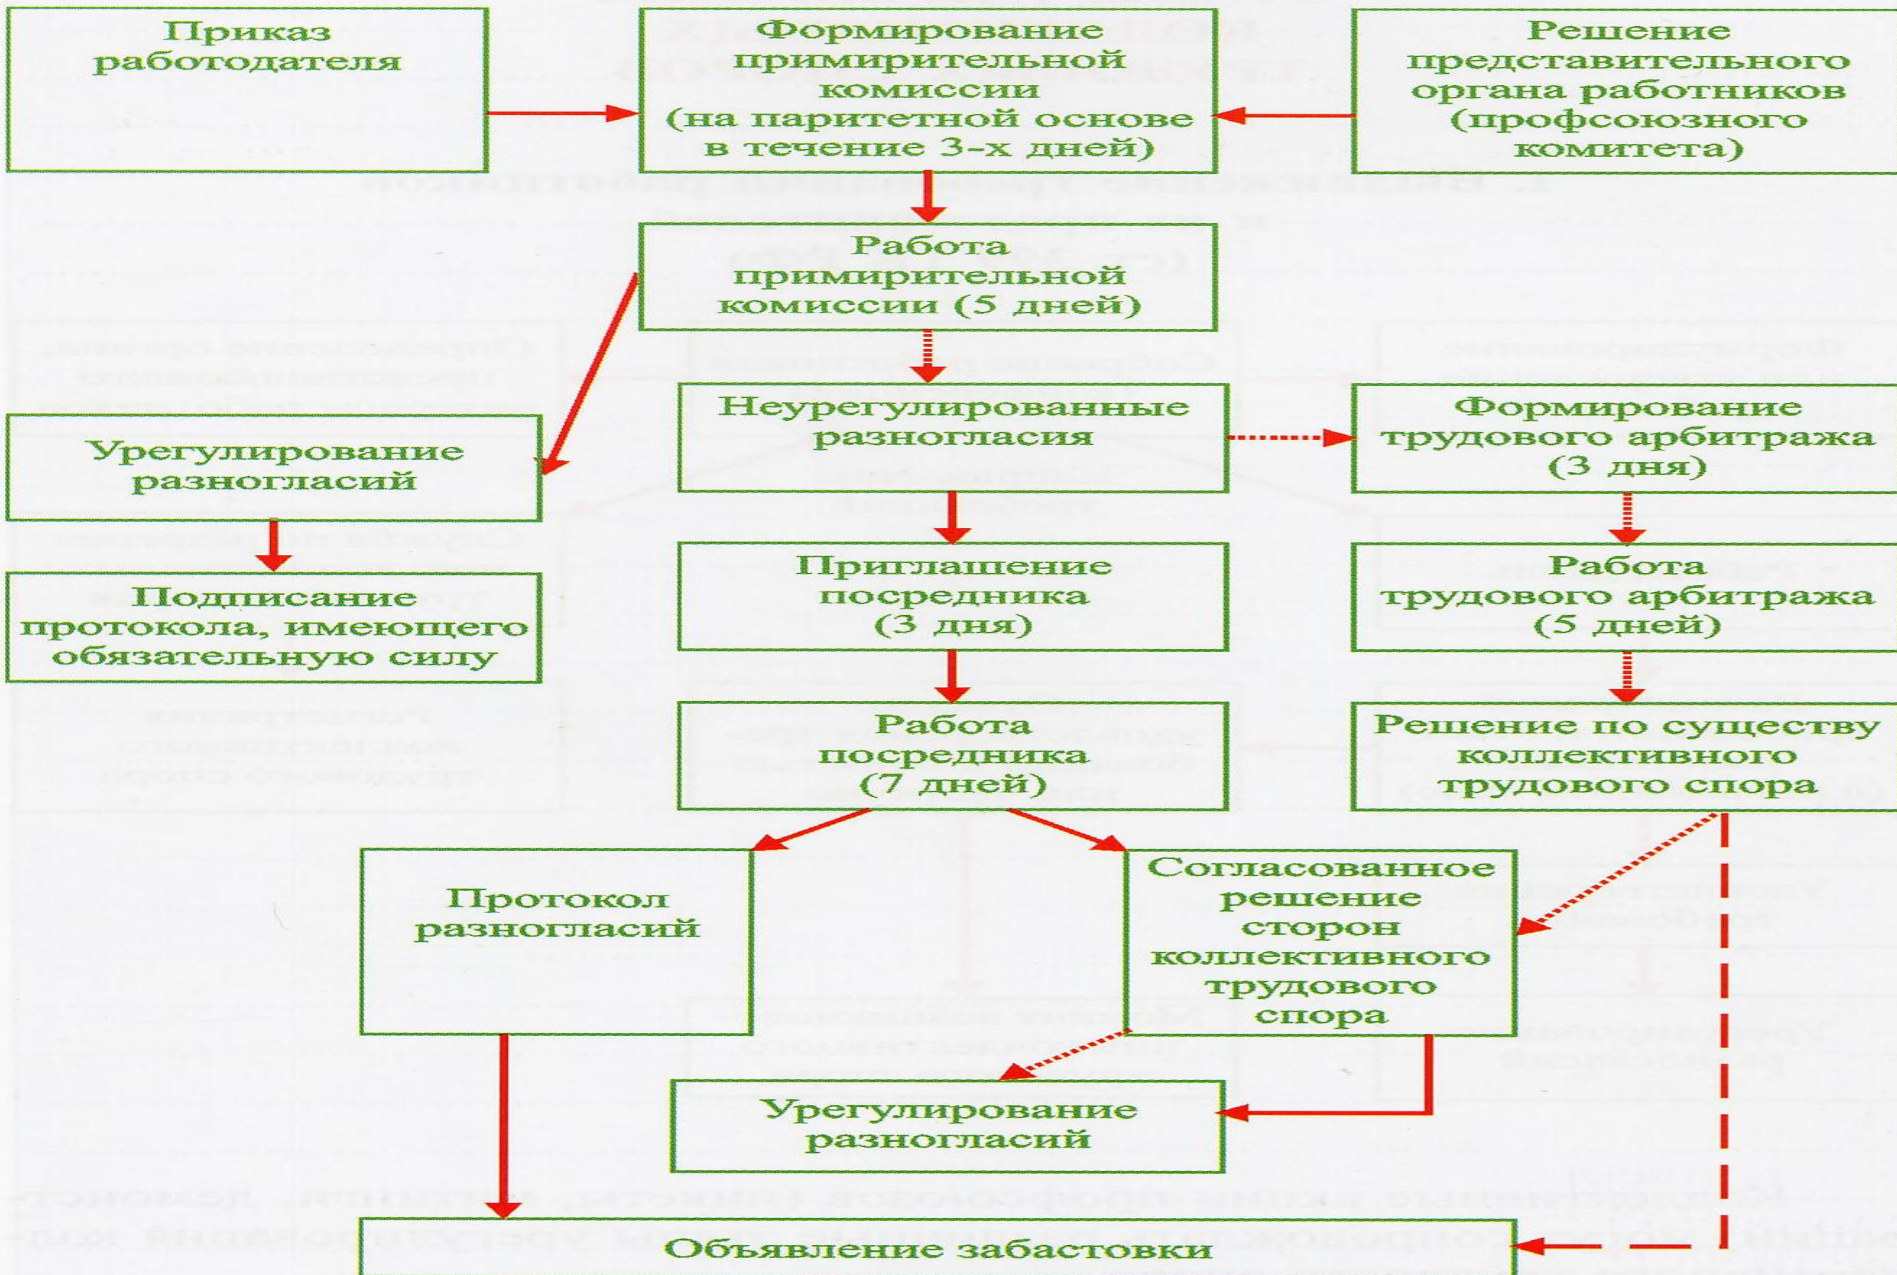 Приказ
работодателя
Формирование
примирительной
комиссии
(на паритетной основе
в течение 3-х дней)
Решение
представительного
органа работников
(профсоюзного
комитета)
Работа
примирительной
комиссии (5 дней)
Урегулирование
разногласий
Неурегулированные
разногласия
Формирование
трудового арбитража
(3 дня)
Подписание
протокола, имеющего
обязательную силу
Приглашение
посредника
(3 дня)
Работа
трудового арбитража
(5 дней)
Работа
посредника
(7 дней)
Решение по существу
коллективного
трудового спора
Протокол
разногласий
Согласованное
решение
сторон
коллективного
трудового
спора
Урегулирование
разногласий
Объявление забастовки